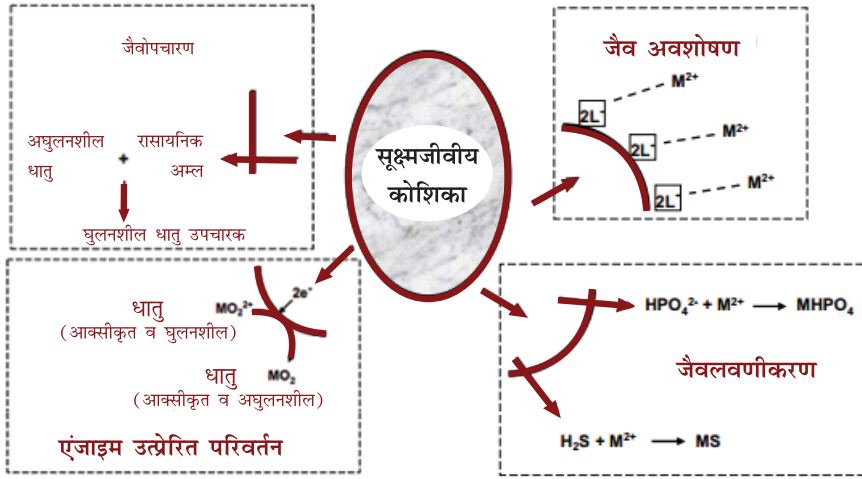 जैवोपचारण
अघुलनशील धातु + रासायनिक अम्ल
घुलनशील धातु उपचारक
सूक्ष्मजीवीय
कोशिका
जैव अवशोषण
2L⁻ M²⁺
2L⁻ M²⁺
2L⁻ M²⁺
धातु
(आक्सीकृत व घुलनशील)
MO₂²⁺
2e⁺
धातु
(आक्सीकृत व अघुलनशील)
MO₂
एंजाइम उत्प्रेरित परिवर्तन
HPO₄²⁻ + M²⁺ → MHPO₄
जैवलवणीकरण
H₂S + M²⁺ → MS